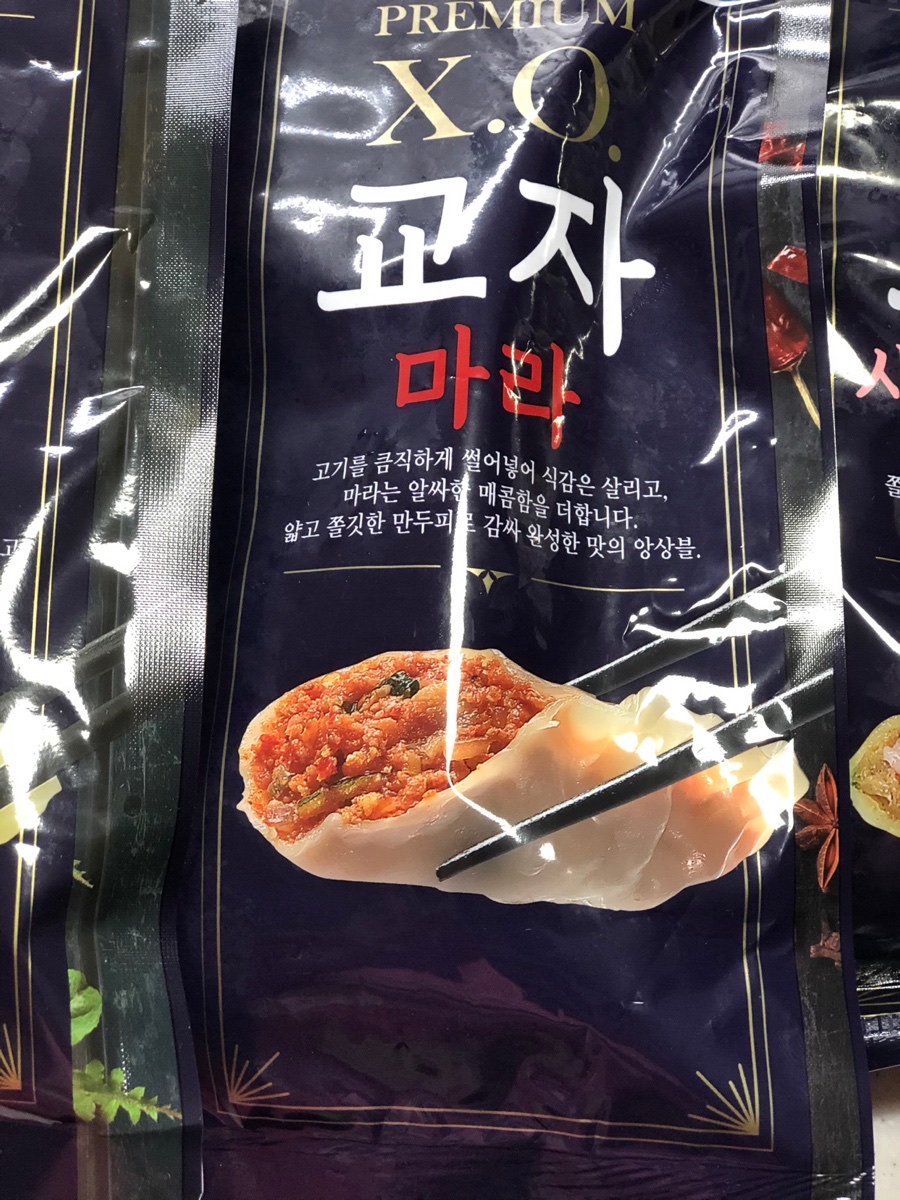 PREMIUM
X.O.
교자
마라
고기를 큼직하게 썰어넣어 식감은 살리고,
마라는 알싸한 매콤함을 더합니다.
얇고 쫄깃한 만두피로 감싸 완성한 맛의 앙상블.